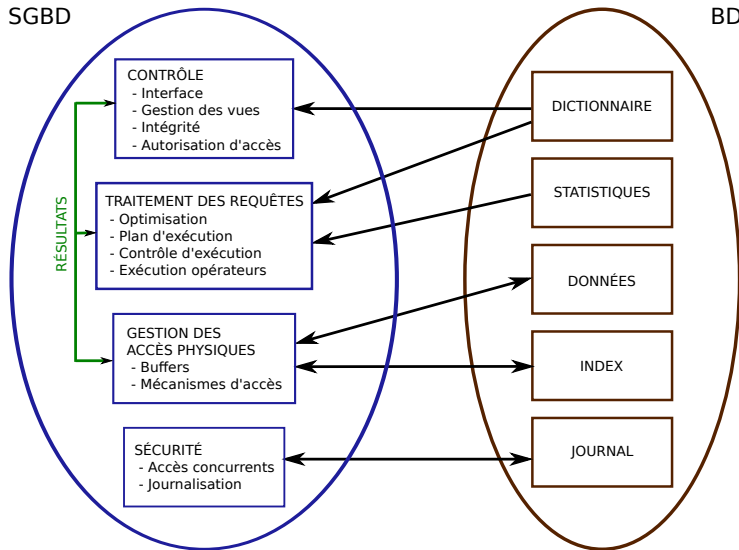 SGBD
BD
CONTRÔLE
- Interface
- Gestion des vues
- Intégrité
- Autorisation d'accès
TRAITEMENT DES REQUÊTES
- Optimisation
- Plan d'exécution
- Contrôle d'exécution
- Exécution opérateurs
GESTION DES
ACCÈS PHYSIQUES
- Buffers
- Mécanismes d'accès
SÉCURITÉ
- Accès concurrents
- Journalisation
RÉSULTATS
DICTIONNAIRE
STATISTIQUES
DONNÉES
INDEX
JOURNAL